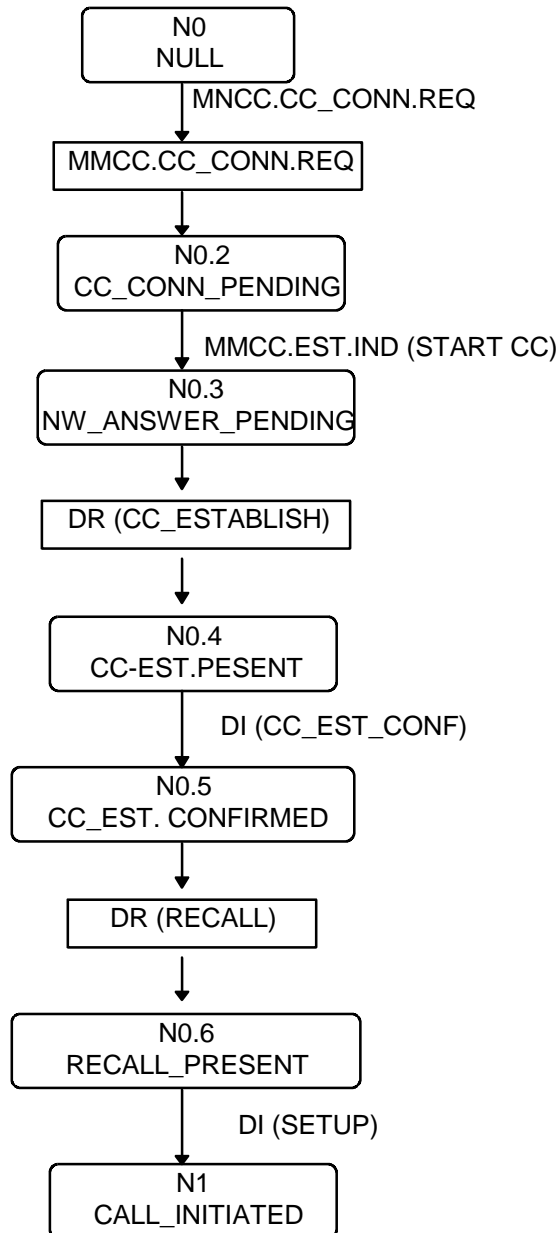 N0
NULL
MNCC.CC_CONN.REQ
MMCC.CC_CONN.REQ
N0.2
CC_CONN_PENDING
MMCC.EST.IND (START CC)
N0.3
NW_ANSWER_PENDING
DR (CC_ESTABLISH)
N0.4
CC-EST.PESENT
DI (CC_EST_CONF)
N0.5
CC_EST. CONFIRMED
DR (RECALL)
N0.6
RECALL_PRESENT
DI (SETUP)
N1
CALL_INITIATED